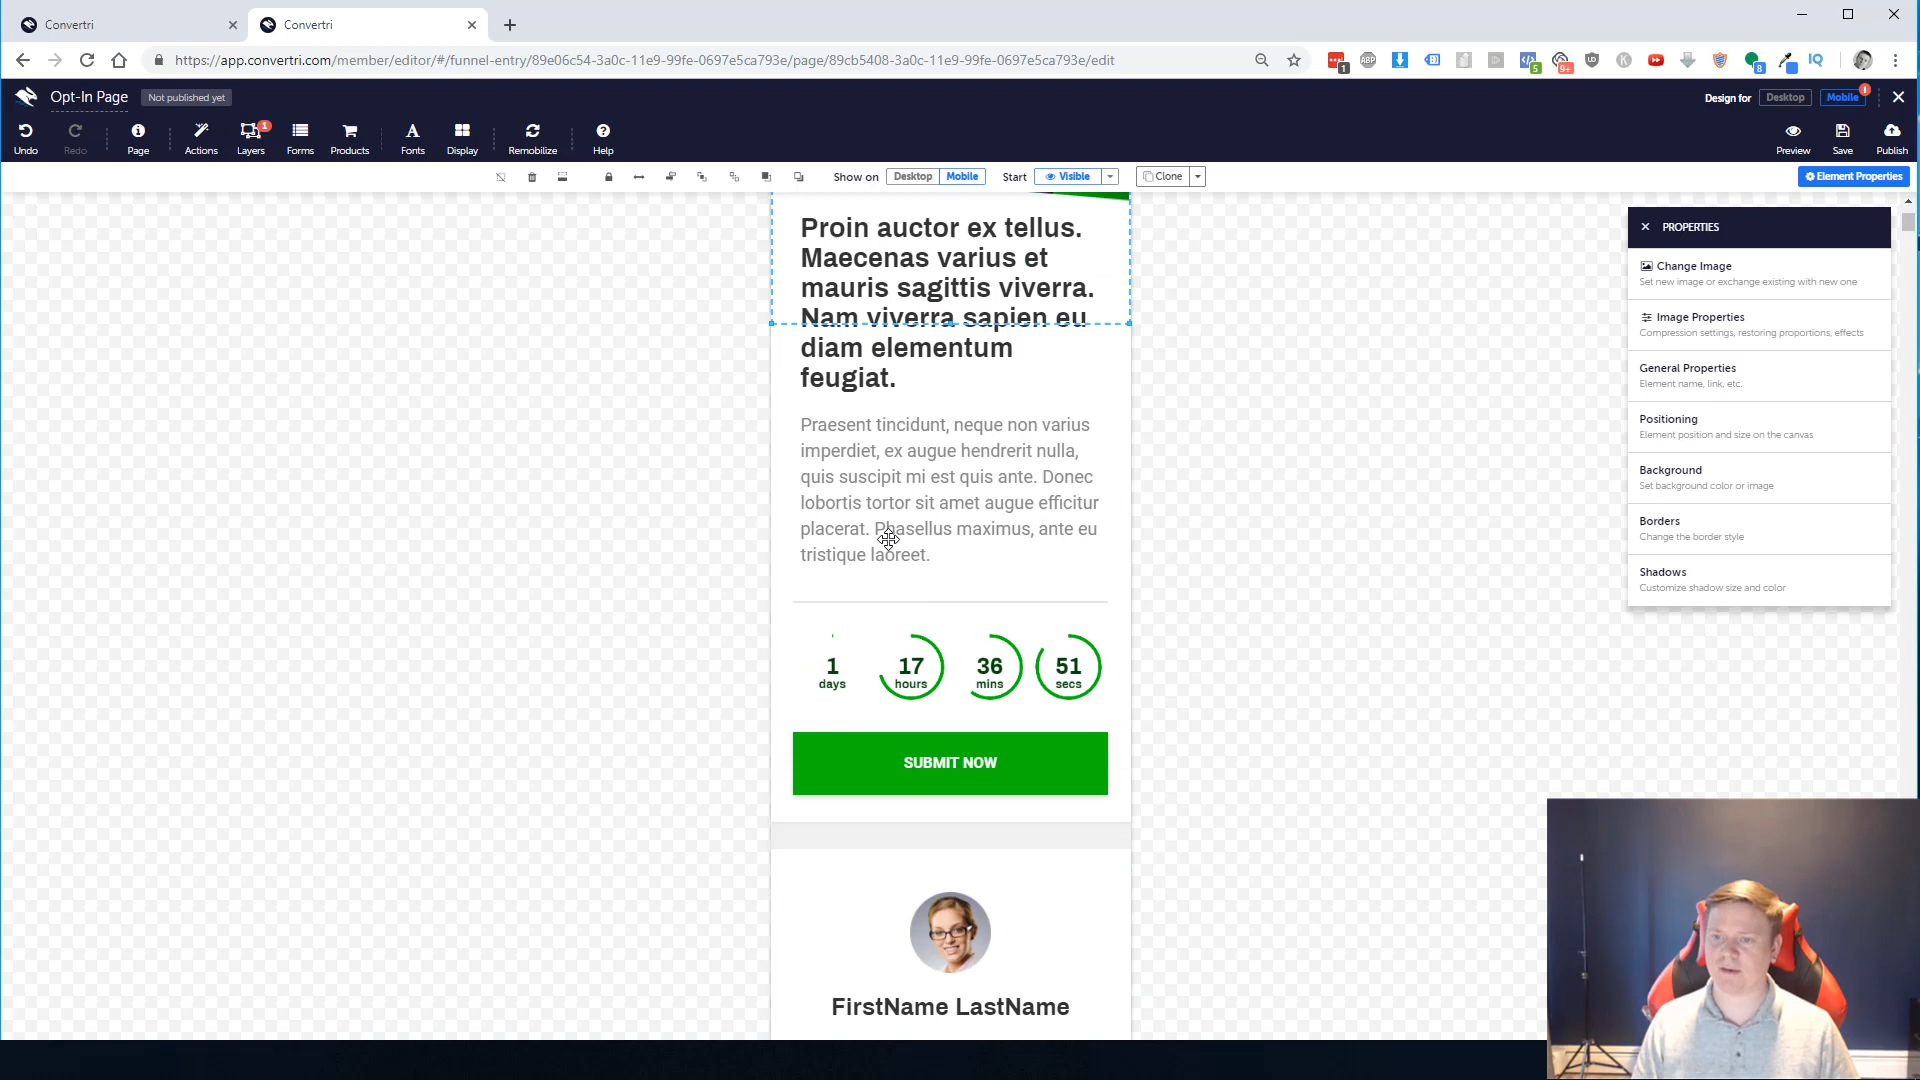 Convertri
Convertri
https://app.convertri.com/member/editor/#/funnel-entry/89e06c54-3a0c-11e9-99fe-0697e5ca793e/page/89cb5408-3a0c-11e9-99fe-0697e5ca793e/edit
1
ABP
5
9+
K
8
IQ
Opt-In Page
Not published yet
Design for
Desktop
Mobile
Undo
Redo
Page
Actions
Layers
1
Forms
Products
Fonts
Display
Remobilize
Help
Preview
Save
Publish
Show on
Desktop
Mobile
Start
Visible
Clone
Element Properties
Proin auctor ex tellus.
Maecenas varius et
mauris sagittis viverra.
Nam viverra sapien eu
diam elementum
feugiat.
Praesent tincidunt, neque non varius
imperdiet, ex augue hendrerit nulla,
quis suscipit mi est quis ante. Donec
lobortis tortor sit amet augue efficitur
placerat. Phasellus maximus, ante eu
tristique laoreet.
1
days
17
hours
36
mins
51
secs
SUBMIT NOW
FirstName LastName
PROPERTIES
Change Image
Set new image or exchange existing with new one
Image Properties
Compression settings, restoring proportions, effects
General Properties
Element name, link, etc.
Positioning
Element position and size on the canvas
Background
Set background color or image
Borders
Change the border style
Shadows
Customize shadow size and color